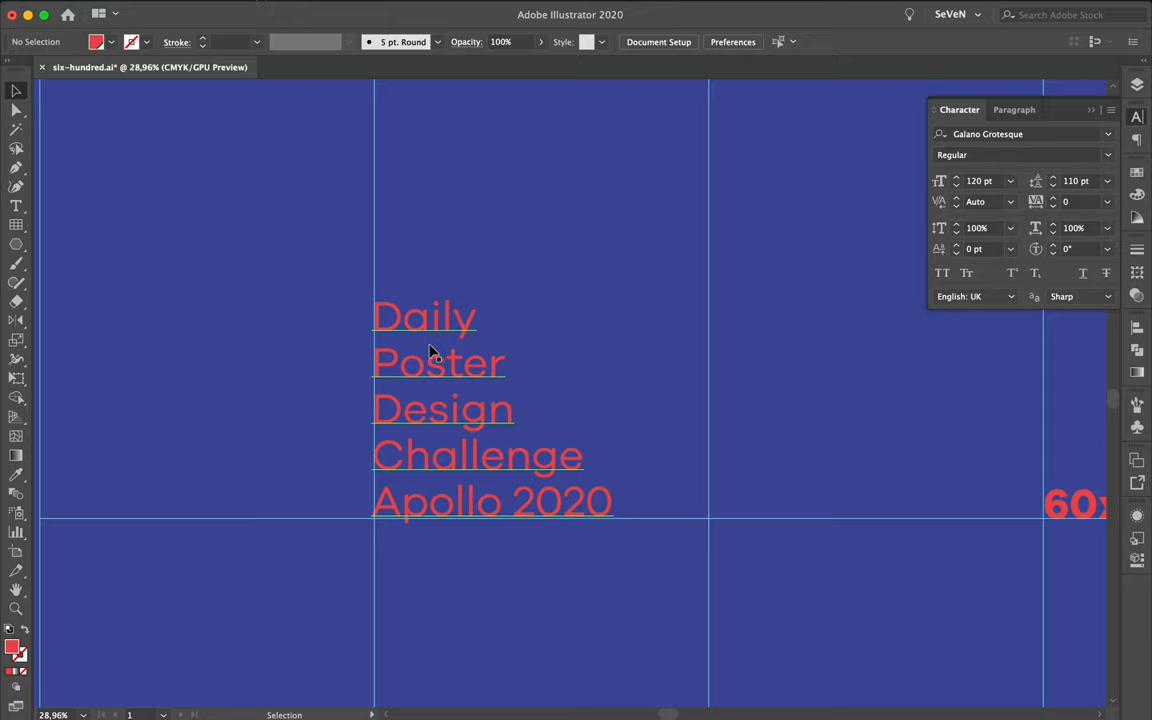 Adobe Illustrator 2020
SeVeN
Search Adobe Stock
No Selection
Stroke:
5 pt. Round
Opacity:
100%
Style:
Document Setup
Preferences
six-hundred.ai* @ 28,96% (CMYK/GPU Preview)
Character
Paragraph
Galano Grotesque
Regular
120 pt
110 pt
Auto
0
100%
100%
0 pt
0°
English: UK
Sharp
Daily
Poster
Design
Challenge
Apollo 2020
28,96%
1
Selection